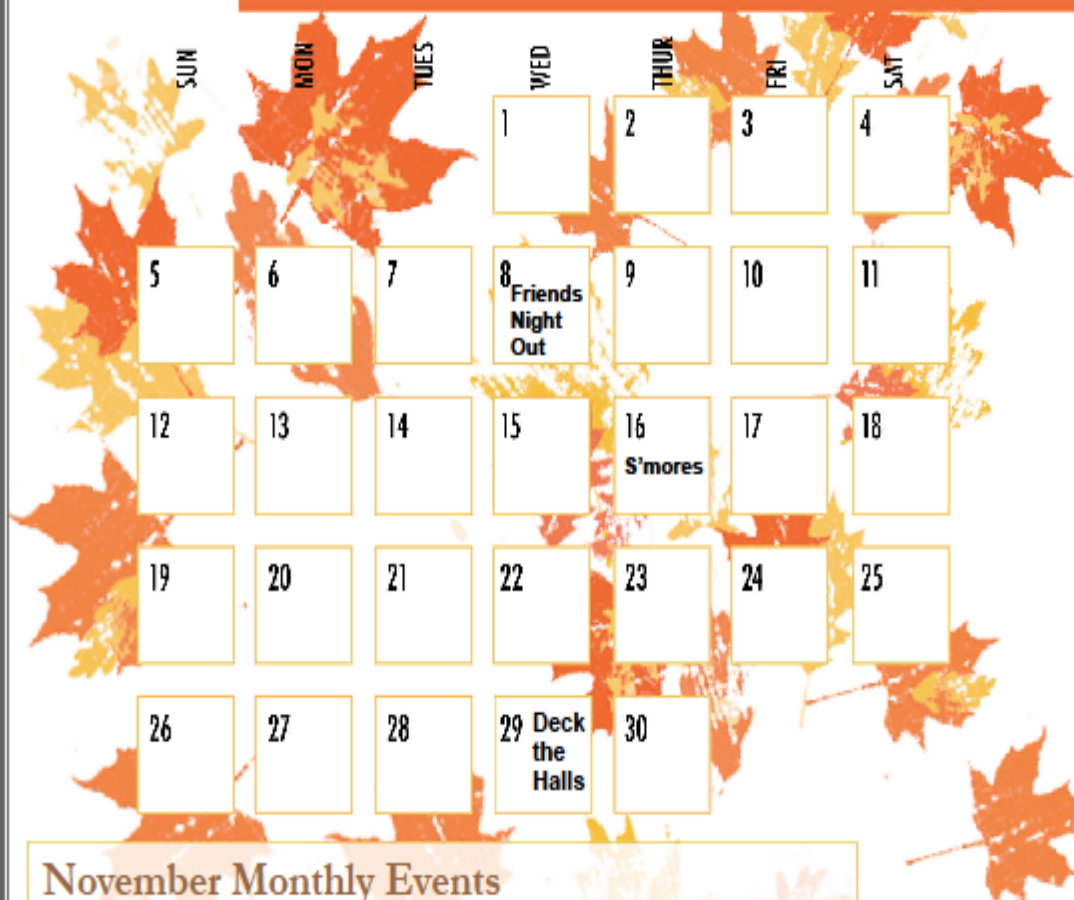 SUN MON TUES WED THUR FRI SAT
1 2 3 4
5 6 7 8 Friends Night Out 9 10 11
12 13 14 15 16 S'mores 17 18
19 20 21 22 23 24 25
26 27 28 29 Deck the Halls 30
November Monthly Events